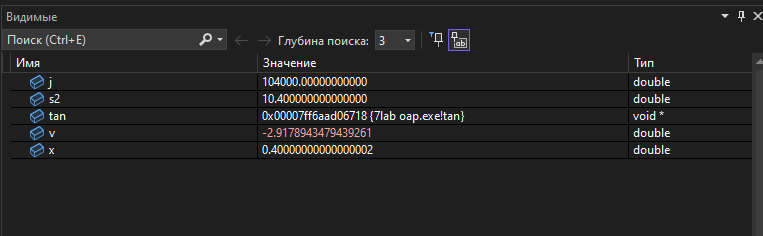 Видимые
Поиск (Ctrl+E) Глубина поиска: 3
Имя Значение Тип
j 104000.00000000000 double
s2 10.400000000000000 double
tan 0x00007ff6aad06718 {7lab oap.exe!tan} void *
v -2.9178943479439261 double
x 0.40000000000000002 double